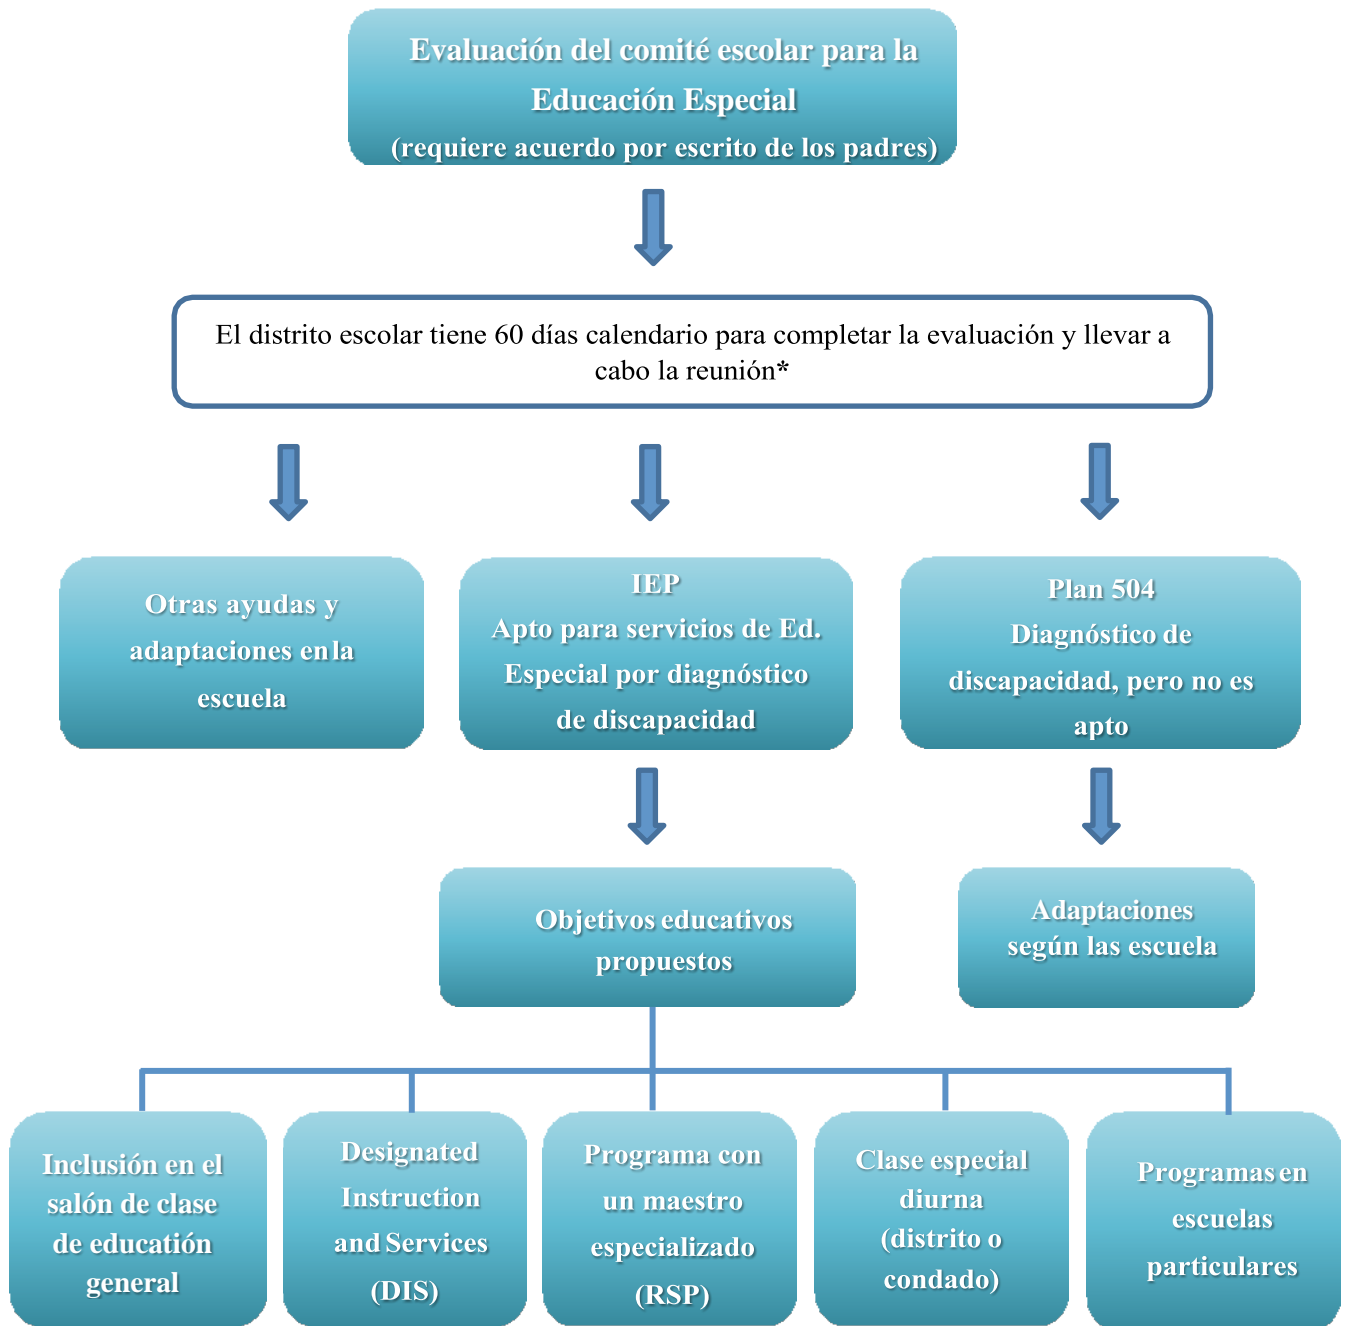 Evaluación del comité escolar para la
Educación Especial
(requiere acuerdo por escrito de los padres)
El distrito escolar tiene 60 días calendario para completar la evaluación y llevar a
cabo la reunión*
Otras ayudas y
adaptaciones en la
escuela
IEP
Apto para servicios de Ed.
Especial por diagnóstico
de discapacidad
Plan 504
Diagnóstico de
discapacidad, pero no es
apto
Objetivos educativos
propuestos
Adaptaciones
según las escuela
Inclusión en el
salón de clase
de educatión
general
Designated
Instruction
and Services
(DIS)
Programa con
un maestro
especializado
(RSP)
Clase especial
diurna
(distrito o
condado)
Programas en
escuelas
particulares